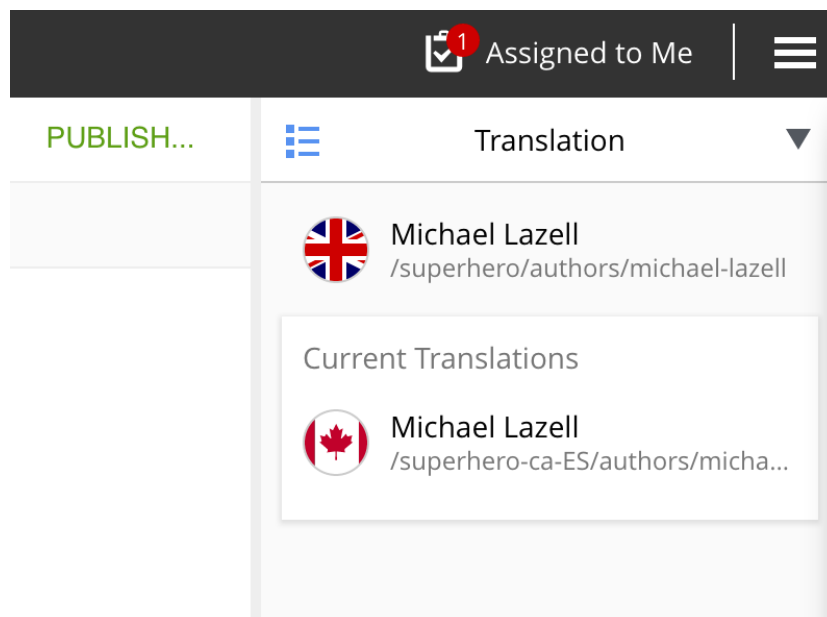 1 Assigned to Me
PUBLISH...
Translation
Michael Lazell
/superhero/authors/michael-lazell
Current Translations
Michael Lazell
/superhero-ca-ES/authors/micha...